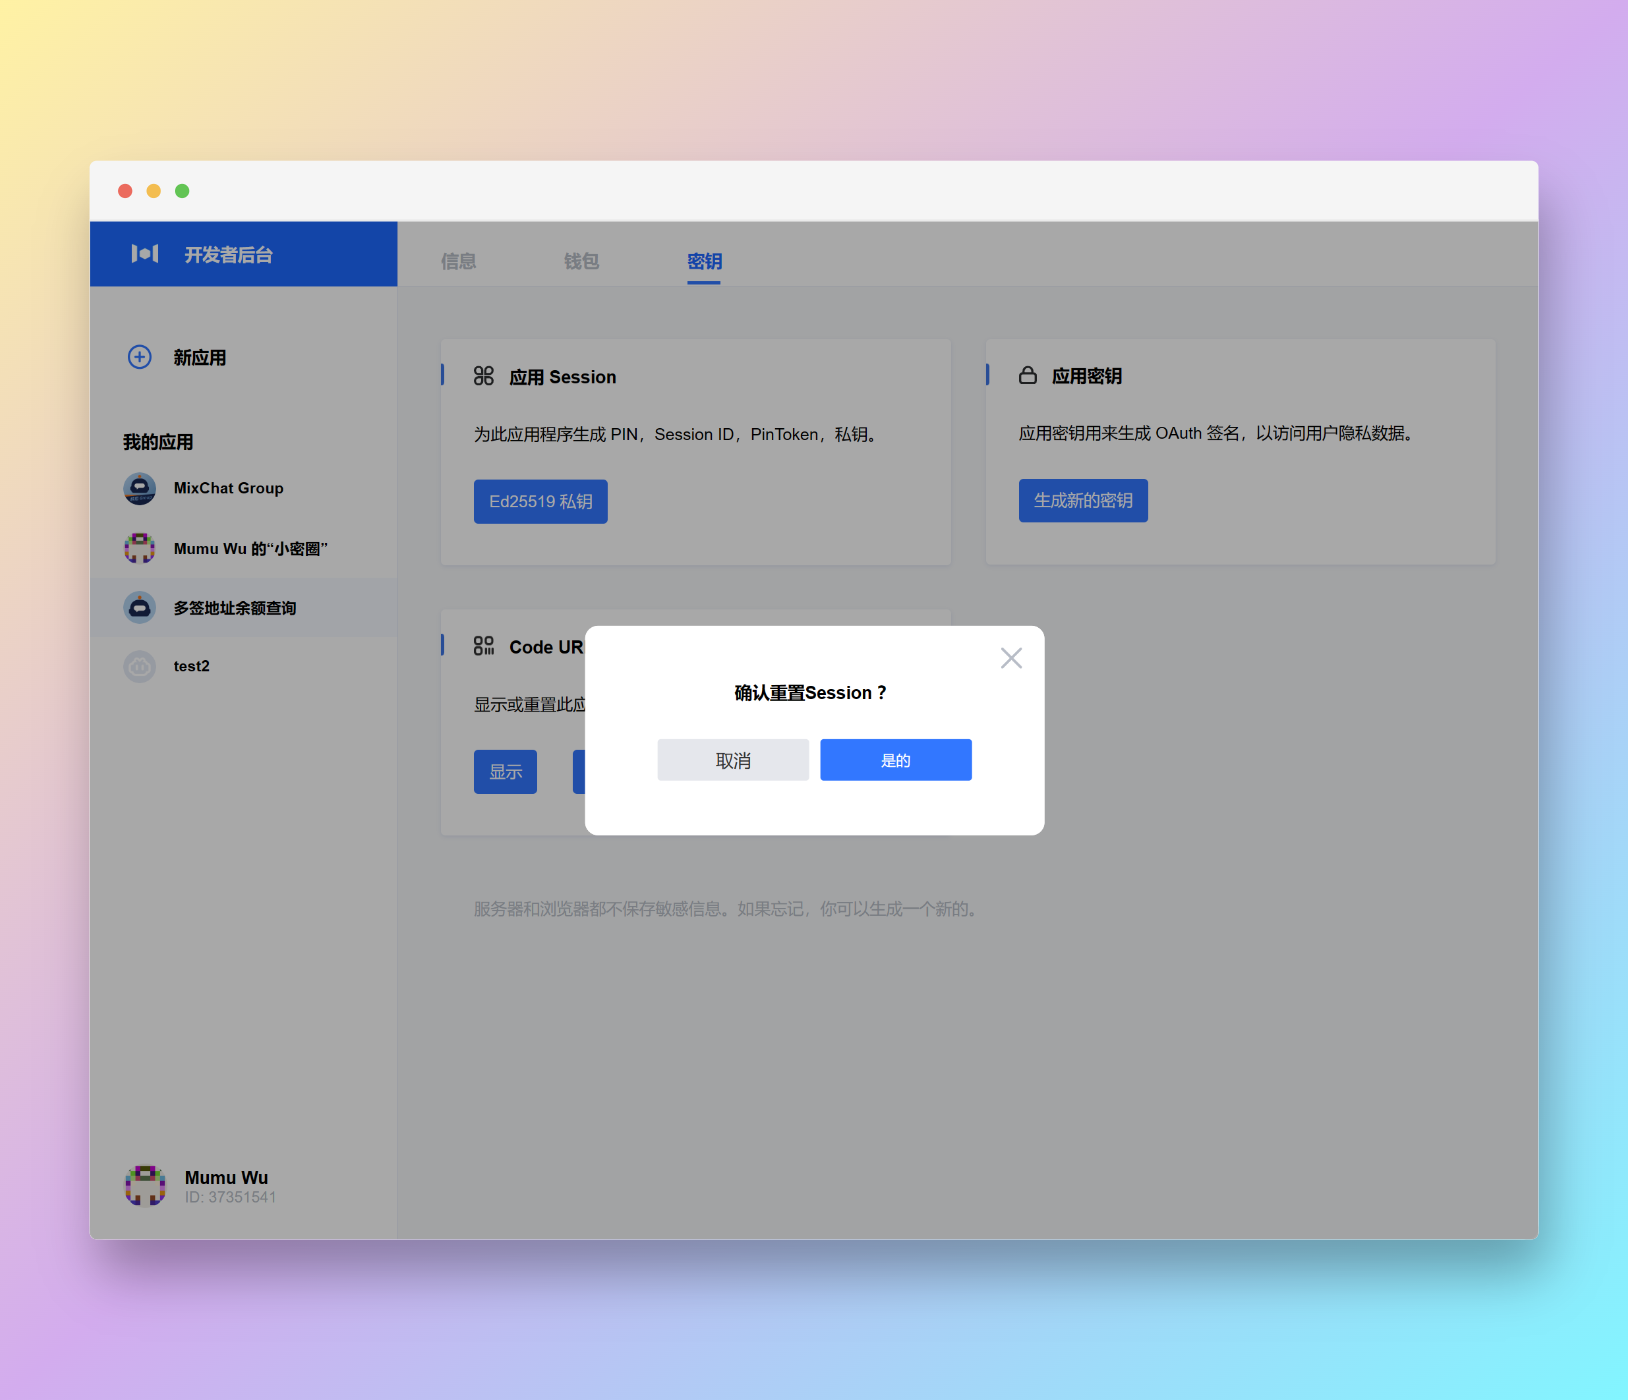 开发者后台
信息
钱包
密钥
新应用
我的应用
MixChat Group
Mumu Wu 的“小密圈”
多签地址余额查询
test2
应用 Session
为此应用程序生成 PIN，Session ID，PinToken，私钥。
Ed25519 私钥
应用密钥
应用密钥用来生成 OAuth 签名，以访问用户隐私数据。
生成新的密钥
Code UR
显示或重置此应
显示
确认重置Session？
取消
是的
服务器和浏览器都不保存敏感信息。如果忘记，你可以生成一个新的。
Mumu Wu
ID: 37351541